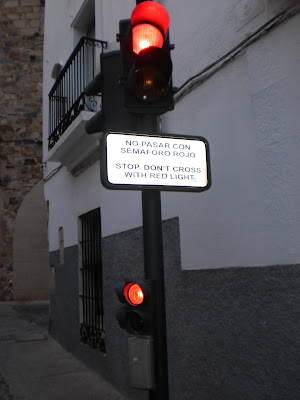 NO PASAR CON
SEMAFORO ROJO
STOP. DON'T CROSS
WITH RED LIGHT.